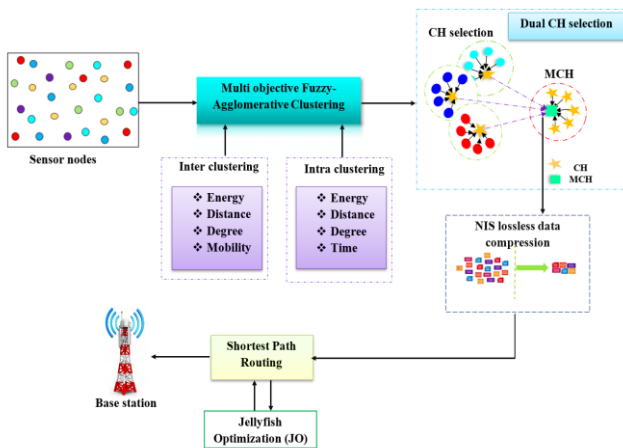 Dual CH selection
CH selection
Multi objective Fuzzy-
Agglomerative Clustering
MCH
Sensor nodes
CH
MCH
Inter clustering
❖ Energy
❖ Distance
❖ Degree
❖ Mobility
Intra clustering
❖ Energy
❖ Distance
❖ Degree
❖ Time
NIS lossless data
compression
Shortest Path
Routing
Base station
Jellyfish
Optimization (JO)